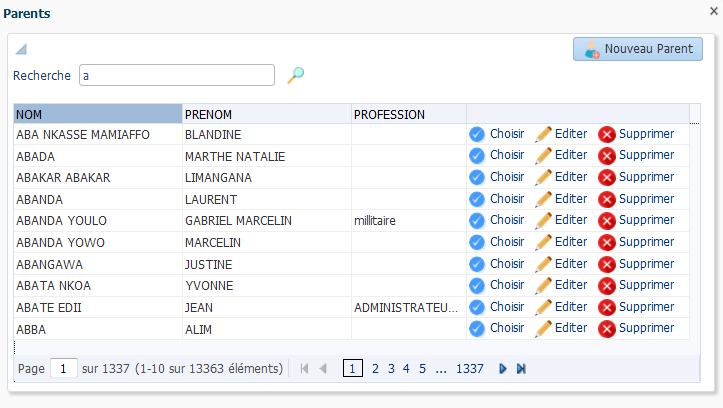 Parents ×
Nouveau Parent
Recherche a
NOM PRENOM PROFESSION
ABA NKASSE MAMIAFFO BLANDINE Choisir Editer Supprimer
ABADA MARTHE NATALIE Choisir Editer Supprimer
ABAKAR ABAKAR LIMANGANA Choisir Editer Supprimer
ABANDA LAURENT Choisir Editer Supprimer
ABANDA YOULO GABRIEL MARCELIN millitaire Choisir Editer Supprimer
ABANDA YOWO MARCELIN Choisir Editer Supprimer
ABANGAWA JUSTINE Choisir Editer Supprimer
ABATA NKOA YVONNE Choisir Editer Supprimer
ABATE EDII JEAN ADMINISTRATEU... Choisir Editer Supprimer
ABBA ALIM Choisir Editer Supprimer
Page 1 sur 1337 (1-10 sur 13363 éléments) 1 2 3 4 5 ... 1337